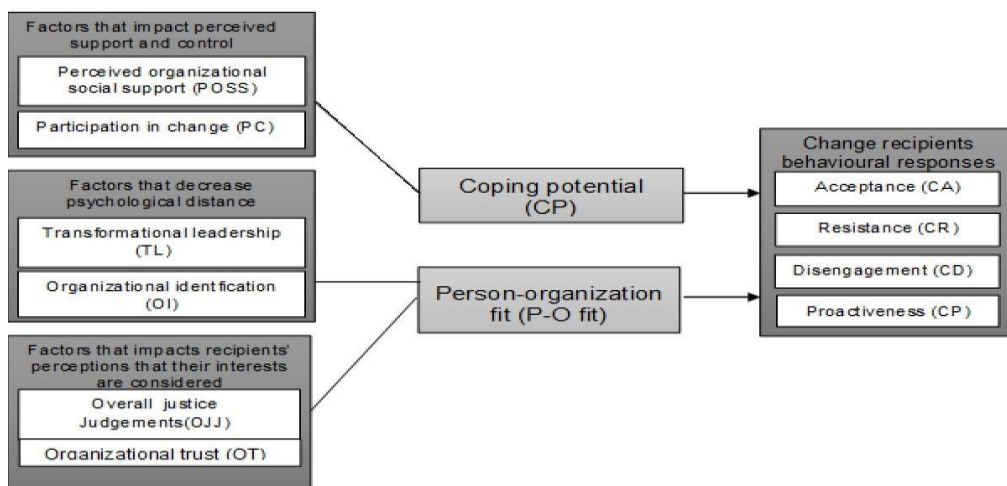 Factors that impact perceived
support and control
Perceived organizational
social support (POSS)
Participation in change (PC)
Factors that decrease
psychological distance
Transformational leadership
(TL)
Organizational identfication
(OI)
Factors that impacts recipients'
perceptions that their interests
are considered
Overall justice
Judgements(OJJ)
Organizational trust (OT)
Coping potential
(CP)
Person-organization
fit (P-O fit)
Change recipients
behavioural responses
Acceptance (CA)
Resistance (CR)
Disengagement (CD)
Proactiveness (CP)